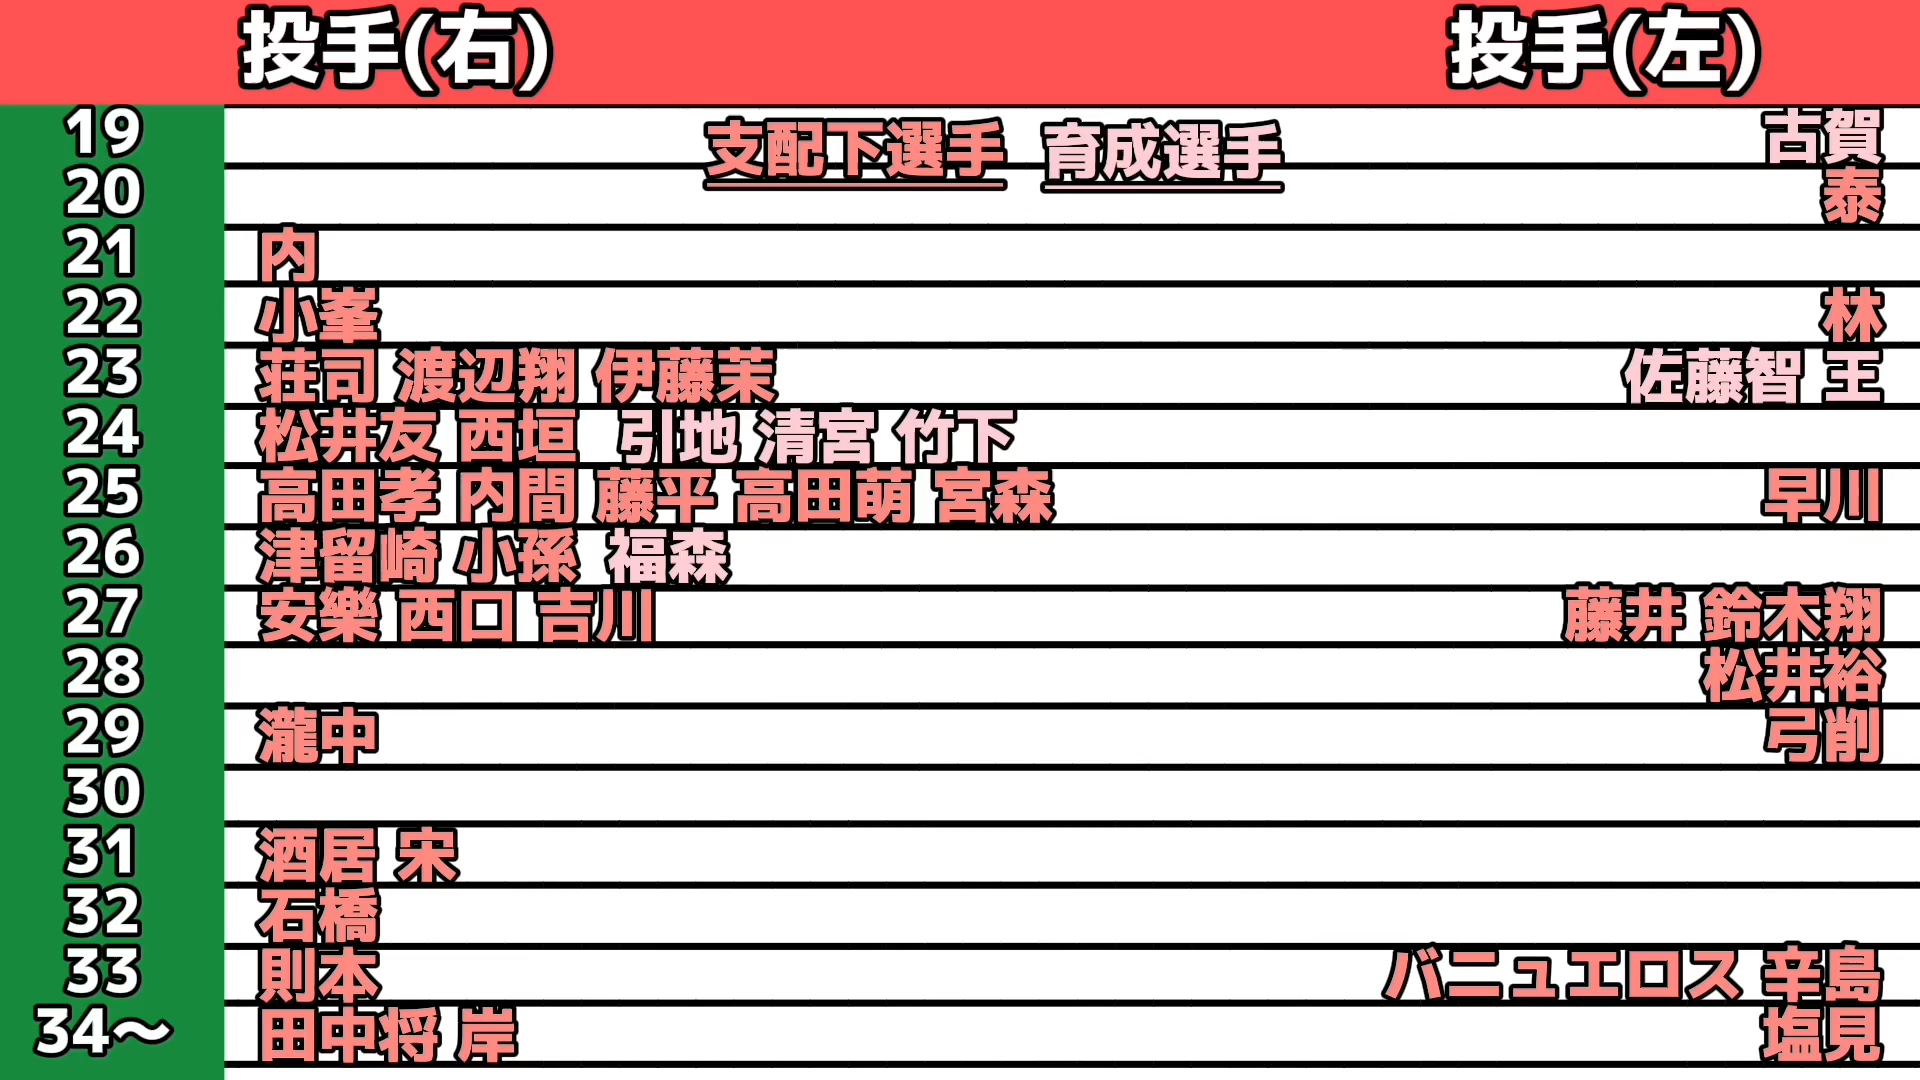 投手(右) 投手(左)
19 支配下選手 育成選手 古賀
20 泰
21 内
22 小峯 林
23 荘司 渡辺翔 伊藤茉 佐藤智 王
24 松井友 西垣 引地 清宮 竹下
25 高田孝 内間 藤平 高田萌 宮森 早川
26 津留崎 小孫 福森
27 安樂 西口 吉川 藤井 鈴木翔
28 松井裕
29 瀧中 弓削
30
31 酒居 宋
32 石橋
33 則本 バニュエロス 辛島
34〜 田中将 岸 塩見